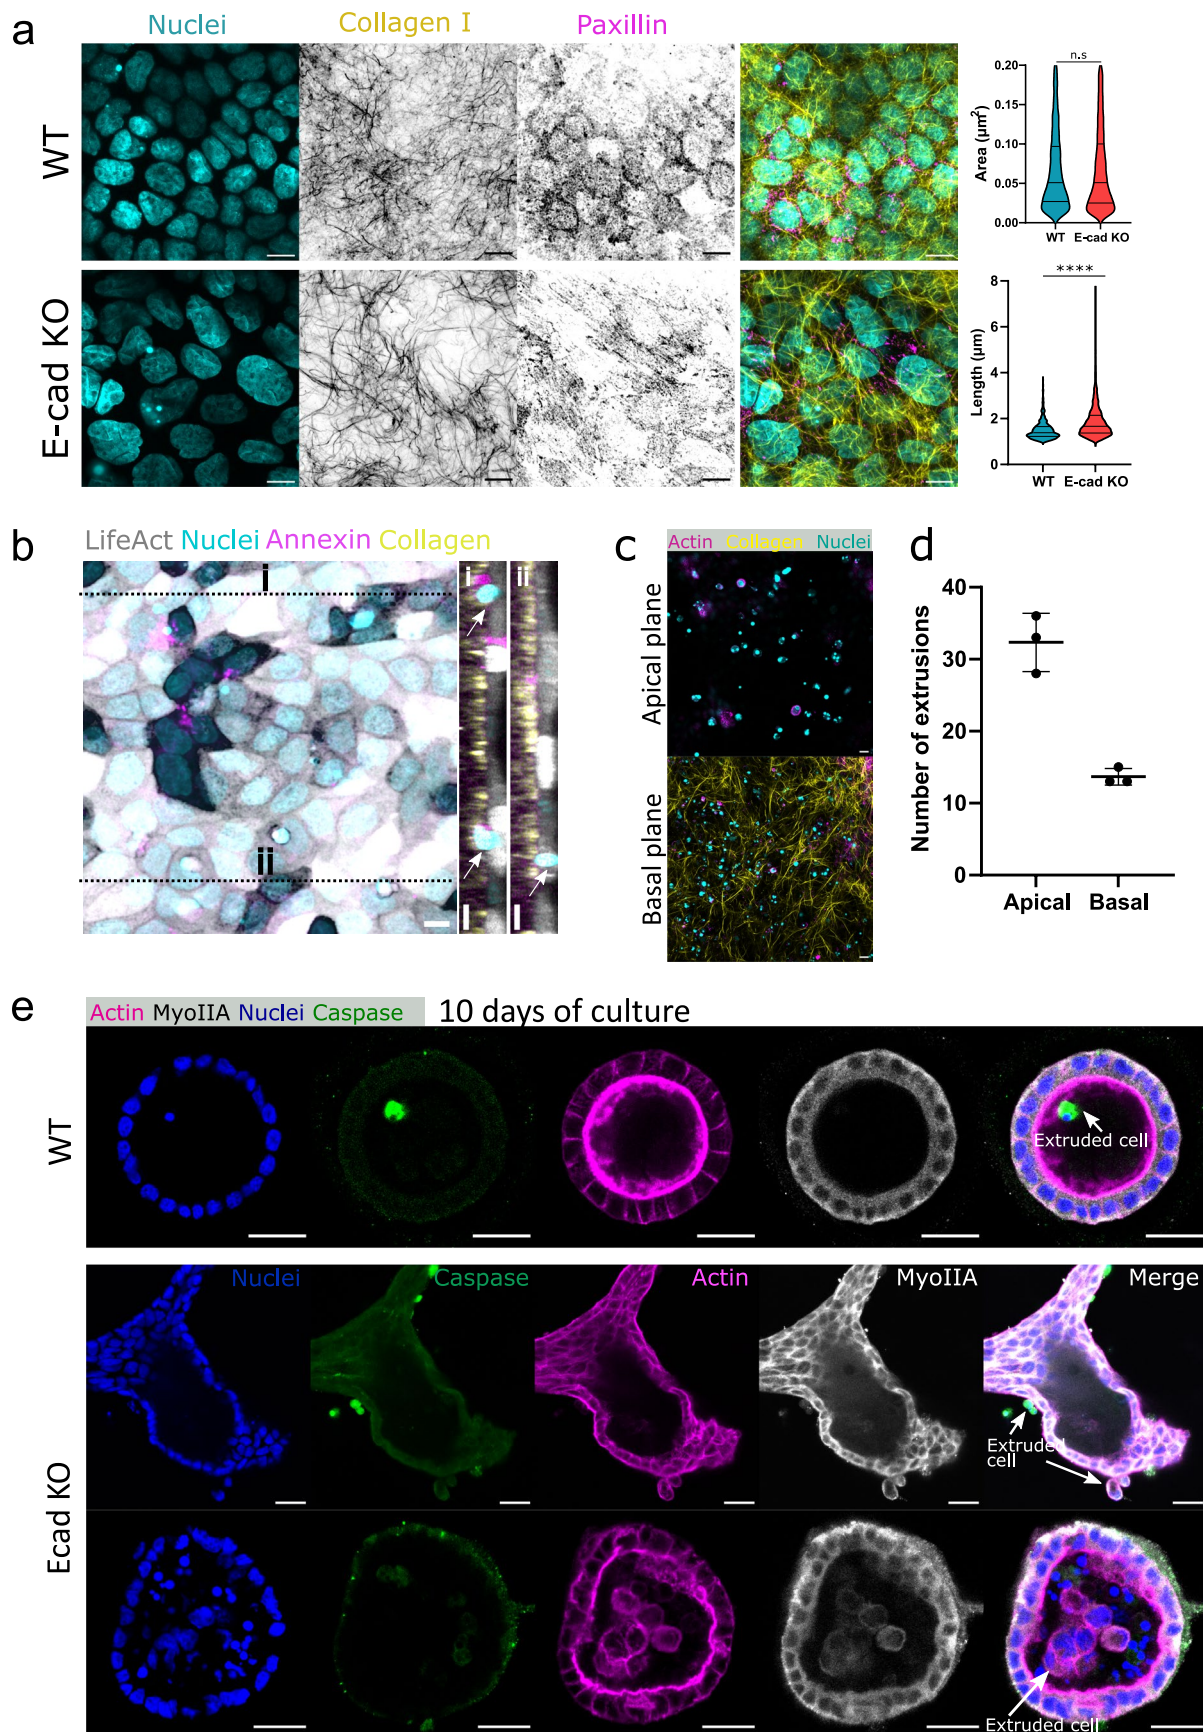 a
Nuclei Collagen I Paxillin
WT
E-cad KO
n.s
Area (µm²)
0.20
0.15
0.10
0.05
0.00
WT E-cad KO
****
Length (µm)
8
6
4
2
0
WT E-cad KO
b
LifeAct Nuclei Annexin Collagen
i
ii
i
ii
c
Actin Collagen Nuclei
Apical plane
Basal plane
d
Number of extrusions
40
30
20
10
0
Apical Basal
e
Actin MyoIIA Nuclei Caspase 10 days of culture
WT
Extruded cell
Ecad KO
Nuclei Caspase Actin MyoIIA Merge
Extruded
cell
Extruded cell